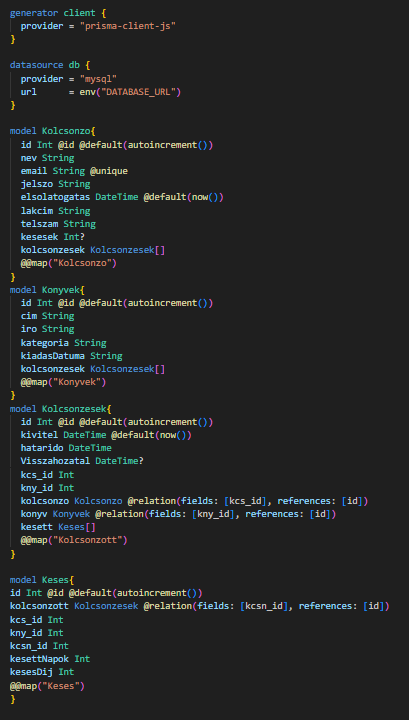 generator client {
  provider = "prisma-client-js"
}

datasource db {
  provider = "mysql"
  url      = env("DATABASE_URL")
}

model Kolcsonzo{
  id Int @id @default(autoincrement())
  nev String
  email String @unique
  jelszo String
  elsolatogatas DateTime @default(now())
  lakcim String
  telszam String
  kesesek Int?
  kolcsonzesek Kolcsonzesek[]
  @@map("Kolcsonzo")
}
model Konyvek{
  id Int @id @default(autoincrement())
  cim String
  iro String
  kategoria String
  kiadasDatuma String
  kolcsonzesek Kolcsonzesek[]
  @@map("Konyvek")
}
model Kolcsonzesek{
  id Int @id @default(autoincrement())
  kivitel DateTime @default(now())
  hatarido DateTime
  Visszahozatal DateTime?
  kcs_id Int
  kny_id Int
  kolcsonzo Kolcsonzo @relation(fields: [kcs_id], references: [id])
  konyv Konyvek @relation(fields: [kny_id], references: [id])
  kesett Keses[]
  @@map("Kolcsonzott")
}

model Keses{
id Int @id @default(autoincrement())
kolcsonzott Kolcsonzesek @relation(fields: [kcsn_id], references: [id])
kcs_id Int
kny_id Int
kcsn_id Int
kesettNapok Int
kesesDij Int
@@map("Keses")
}